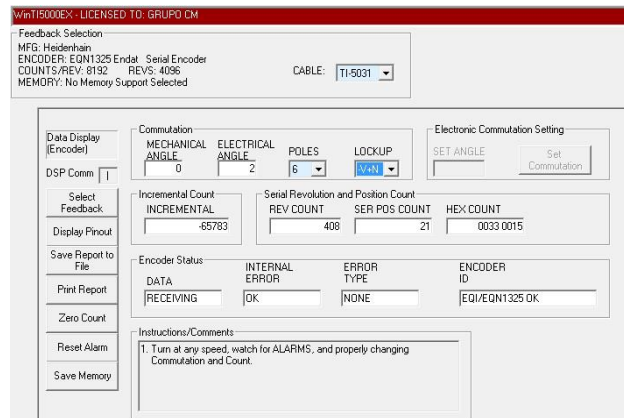 WinTI5000EX - LICENSED TO: GRUPO CM
Feedback Selection
MFG: Heidenhain
ENCODER: EQN1325 Endat Serial Encoder
COUNTS/REV: 8192 REVS: 4096
MEMORY: No Memory Support Selected
CABLE: TI-5031
Data Display
(Encoder)
DSP Comm |
Select
Feedback
Display Pinout
Save Report to
File
Print Report
Zero Count
Reset Alarm
Save Memory
Commutation
MECHANICAL
ANGLE
0
ELECTRICAL
ANGLE
2
POLES
6
LOCKUP
-V+N
Electronic Commutation Setting
SET ANGLE
Set
Commutation
Incremental Count
INCREMENTAL
-65783
Serial Revolution and Position Count
REV COUNT
408
SER POS COUNT
21
HEX COUNT
0033 0015
Encoder Status
DATA
RECEIVING
INTERNAL
ERROR
OK
ERROR
TYPE
NONE
ENCODER
ID
EQI/EQN1325 OK
Instructions/Comments
1. Turn at any speed, watch for ALARMS, and properly changing
Commutation and Count.